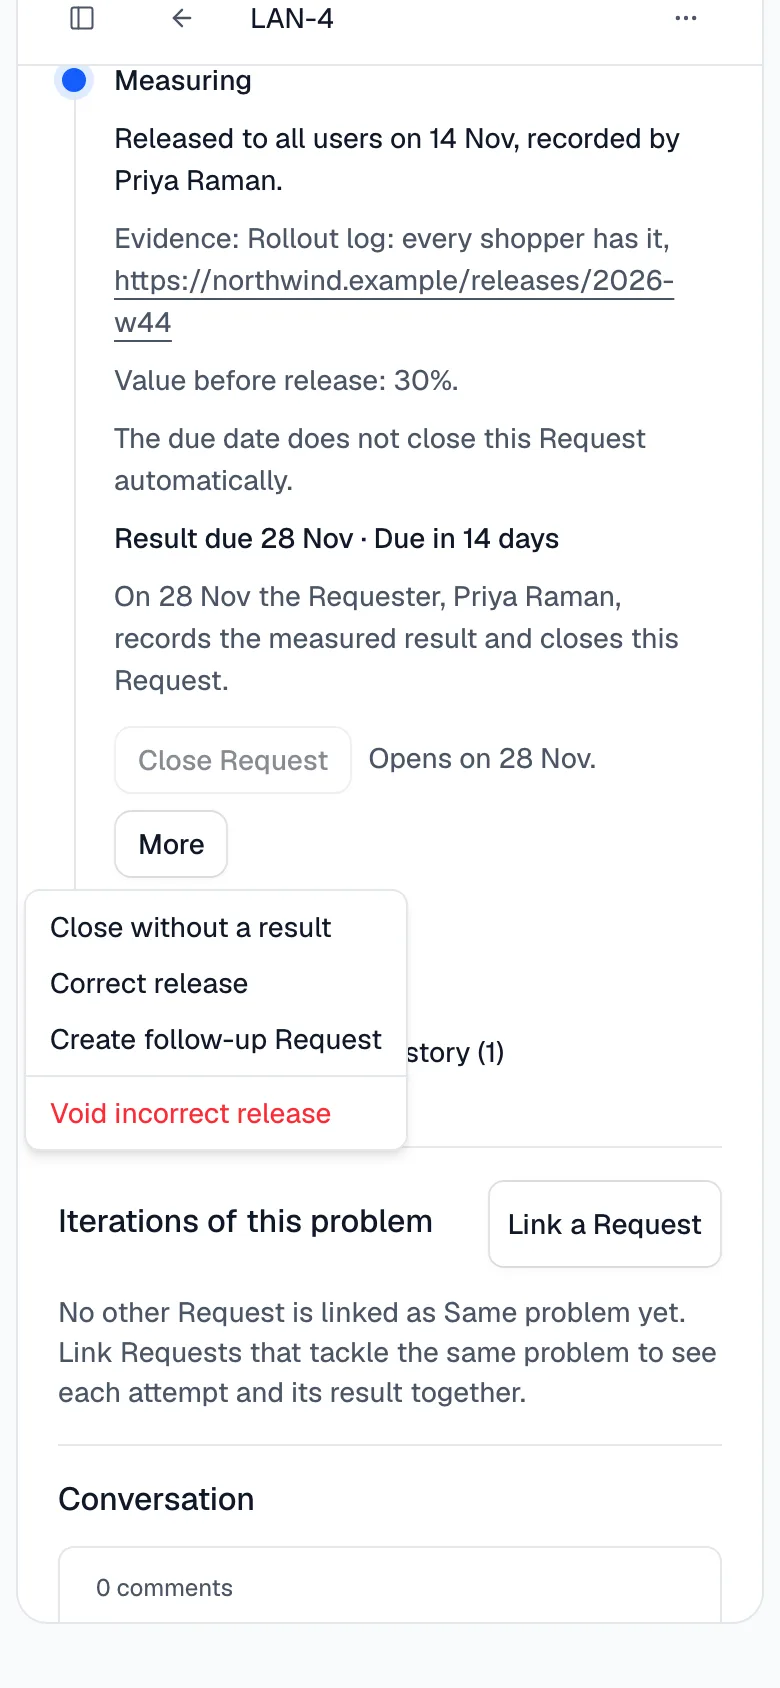 LAN-4
Measuring
Released to all users on 14 Nov, recorded by
Priya Raman.
Evidence: Rollout log: every shopper has it,
https://northwind.example/releases/2026-
w44
Value before release: 30%.
The due date does not close this Request
automatically.
Result due 28 Nov · Due in 14 days
On 28 Nov the Requester, Priya Raman,
records the measured result and closes this
Request.
Close Request
Opens on 28 Nov.
More
Close without a result
Correct release
Create follow-up Request
story (1)
Void incorrect release
Iterations of this problem
Link a Request
No other Request is linked as Same problem yet.
Link Requests that tackle the same problem to see
each attempt and its result together.
Conversation
0 comments